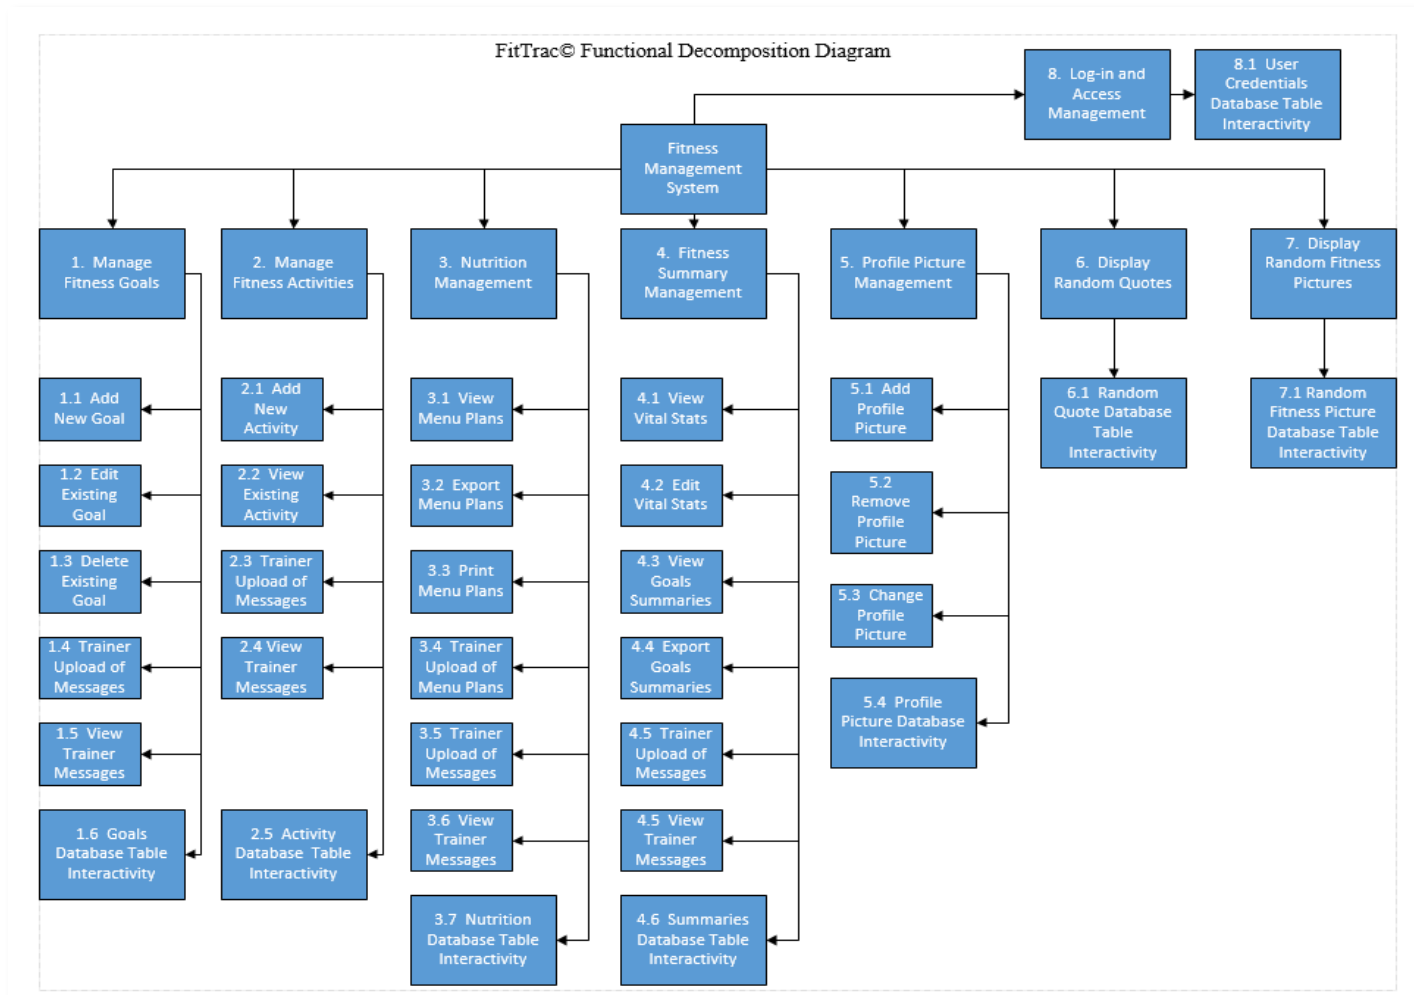 FitTrac© Functional Decomposition Diagram
8. Log-in and
Access
Management
8.1 User
Credentials
Database Table
Interactivity
Fitness
Management
System
1. Manage
Fitness Goals
2. Manage
Fitness Activities
3. Nutrition
Management
4. Fitness
Summary
Management
5. Profile Picture
Management
6. Display
Random Quotes
7. Display
Random Fitness
Pictures
1.1 Add
New Goal
1.2 Edit
Existing
Goal
1.3 Delete
Existing
Goal
1.4 Trainer
Upload of
Messages
1.5 View
Trainer
Messages
1.6 Goals
Database Table
Interactivity
2.1 Add
New
Activity
2.2 View
Existing
Activity
2.3 Trainer
Upload of
Messages
2.4 View
Trainer
Messages
2.5 Activity
Database Table
Interactivity
3.1 View
Menu Plans
3.2 Export
Menu Plans
3.3 Print
Menu Plans
3.4 Trainer
Upload of
Menu Plans
3.5 Trainer
Upload of
Messages
3.6 View
Trainer
Messages
3.7 Nutrition
Database Table
Interactivity
4.1 View
Vital Stats
4.2 Edit
Vital Stats
4.3 View
Goals
Summaries
4.4 Export
Goals
Summaries
4.5 Trainer
Upload of
Messages
4.5 View
Trainer
Messages
4.6 Summaries
Database Table
Interactivity
5.1 Add
Profile
Picture
5.2
Remove
Profile
Picture
5.3 Change
Profile
Picture
5.4 Profile
Picture Database
Interactivity
6.1 Random
Quote Database
Table
Interactivity
7.1 Random
Fitness Picture
Database Table
Interactivity